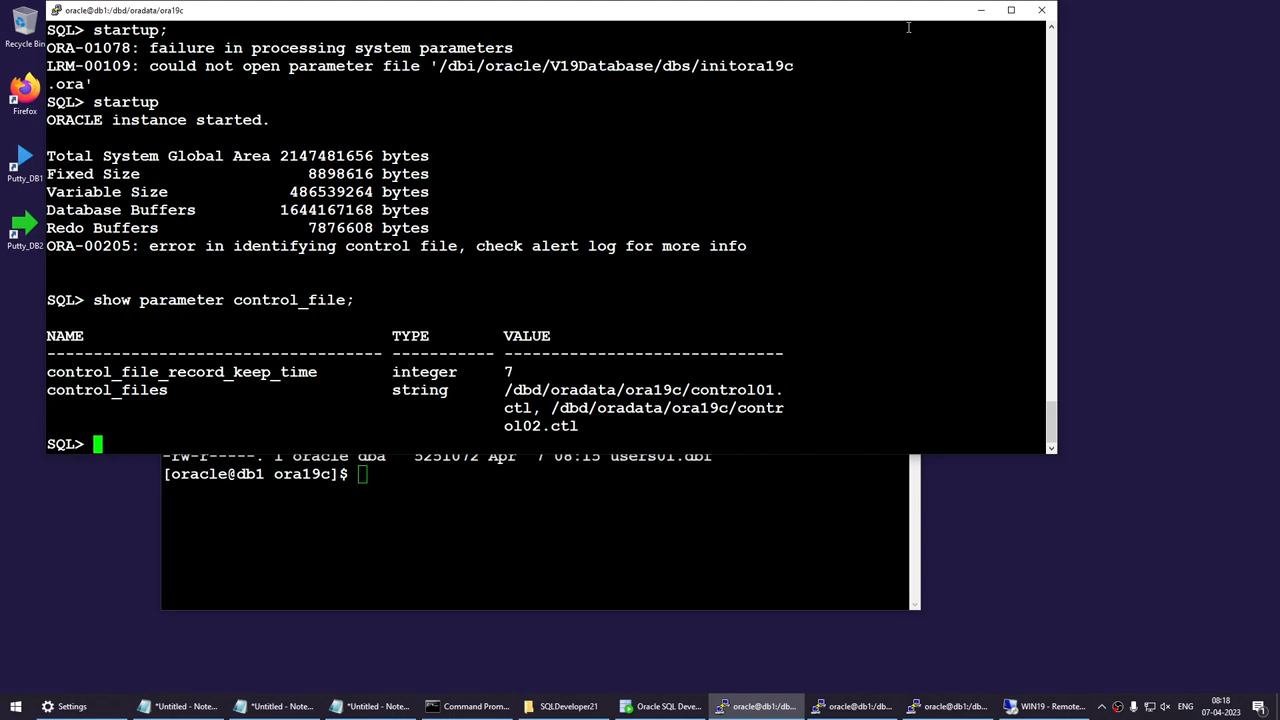 oracle@db1:/dbd/oradata/ora19c
SQL> startup;
ORA-01078: failure in processing system parameters
LRM-00109: could not open parameter file '/dbi/oracle/V19Database/dbs/initora19c
.ora'
SQL> startup
ORACLE instance started.
Total System Global Area 2147481656 bytes
Fixed Size 8898616 bytes
Variable Size 486539264 bytes
Database Buffers 1644167168 bytes
Redo Buffers 7876608 bytes
ORA-00205: error in identifying control file, check alert log for more info
SQL> show parameter control_file;
NAME TYPE VALUE
------------------------------------ ----------- ------------------------------
control_file_record_keep_time integer 7
control_files string /dbd/oradata/ora19c/control01.
ctl, /dbd/oradata/ora19c/contr
ol02.ctl
SQL>
-rw-r-----. 1 oracle dba 5251072 Apr 7 08:15 users01.dbf
[oracle@db1 ora19c]$
Recycle Bin
Firefox
Putty_DB1
Putty_DB2
Settings
*Untitled - Note...
*Untitled - Note...
*Untitled - Note...
Command Prom...
SQLDeveloper21
Oracle SQL Deve...
oracle@db1:/db...
oracle@db1:/db...
oracle@db1:/db...
WIN19 - Remote...
ENG
08:18
07-04-2023
1